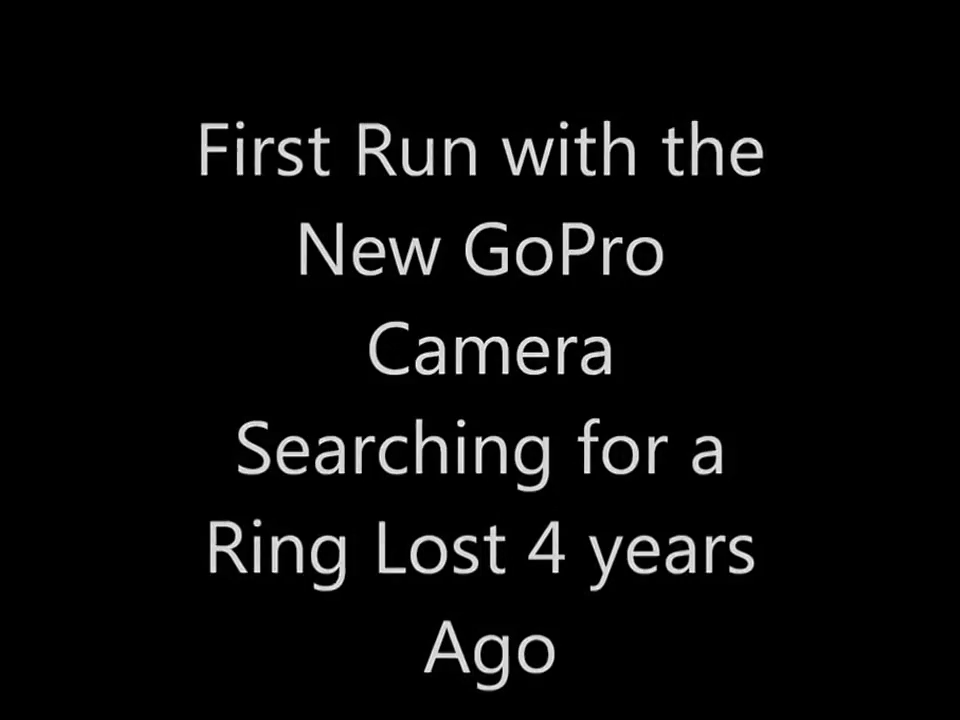 First Run with the
New GoPro
Camera
Searching for a
Ring Lost 4 years
Ago